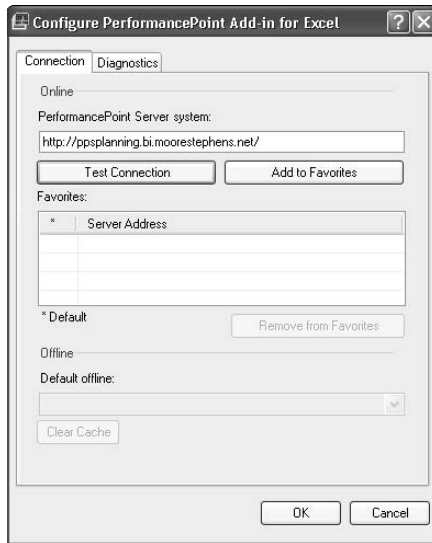 Configure PerformancePoint Add-in for Excel
Connection Diagnostics
Online
PerformancePoint Server system:
http://ppsplanning.bi.moorestephens.net/
Test Connection Add to Favorites
Favorites:
* Server Address
* Default
Remove from Favorites
Offline
Default offline:
Clear Cache
OK Cancel